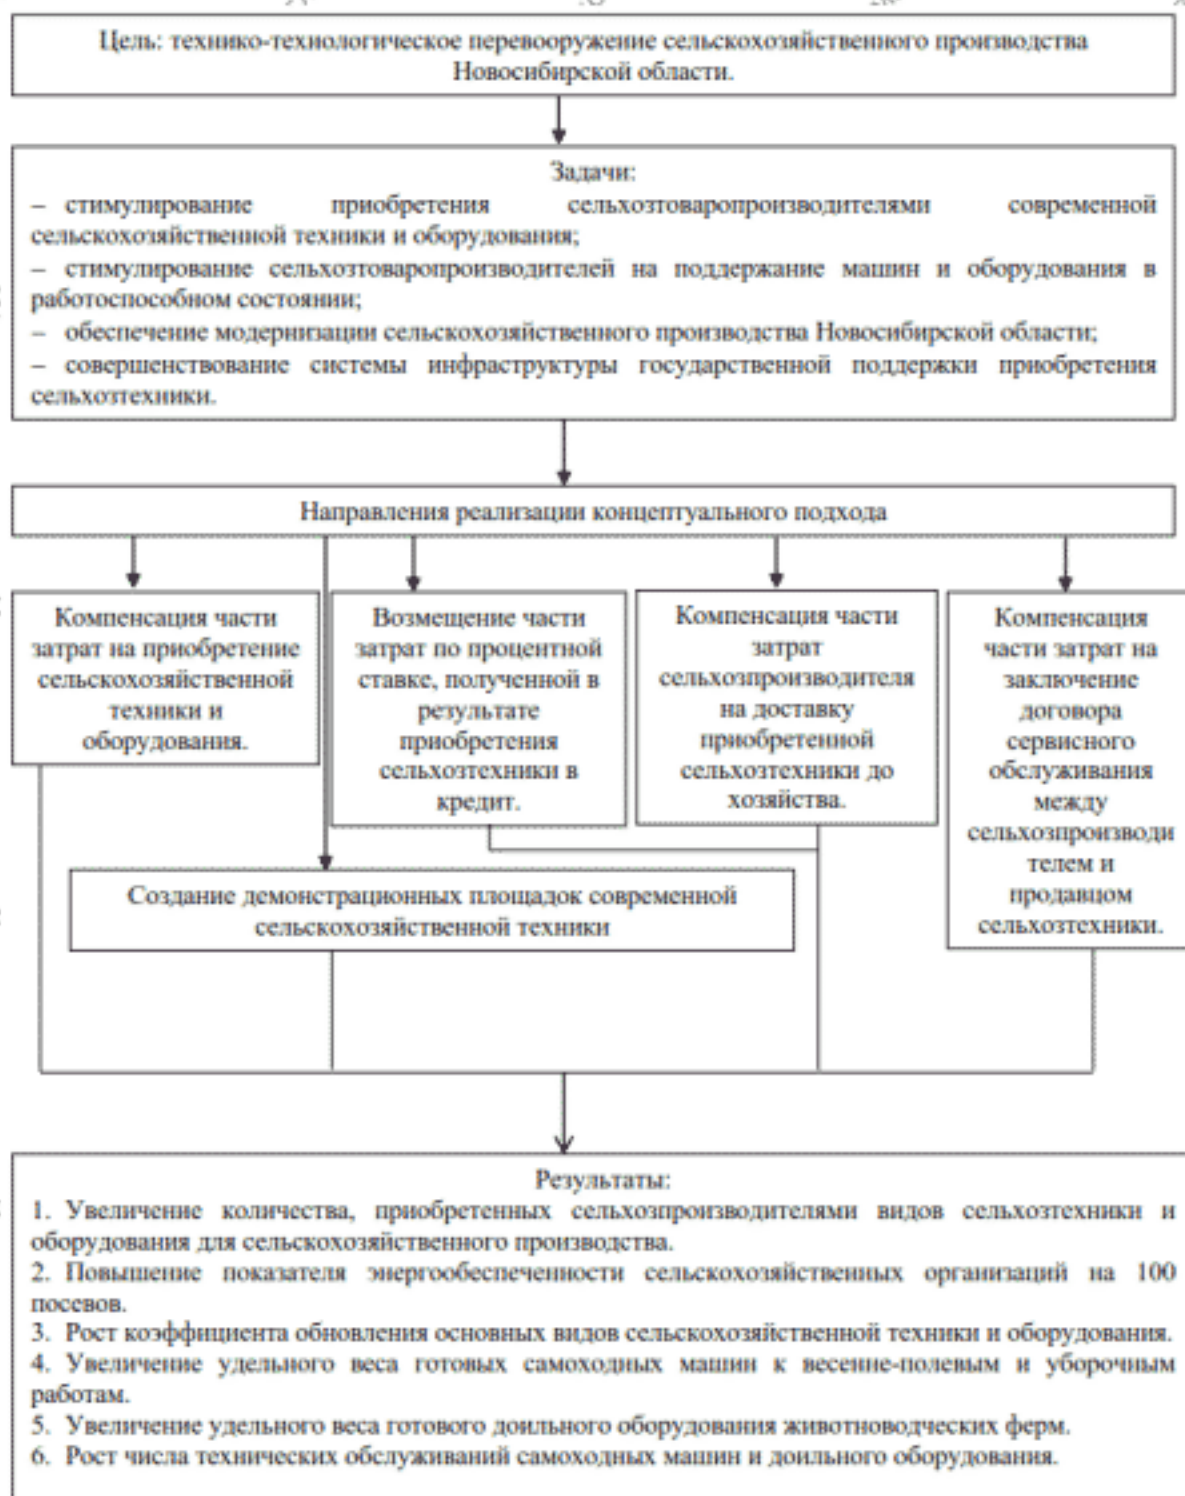 Цель: технико-технологическое перевооружение сельскохозяйственного производства
Новосибирской области.
Задачи:
– стимулирование приобретения сельхозтоваропроизводителями современной
сельскохозяйственной техники и оборудования;
– стимулирование сельхозтоваропроизводителей на поддержание машин и оборудования в
работоспособном состоянии;
– обеспечение модернизации сельскохозяйственного производства Новосибирской области;
– совершенствование системы инфраструктуры государственной поддержки приобретения
сельхозтехники.
Направления реализации концептуального подхода
Компенсация части
затрат на приобретение
сельскохозяйственной
техники и
оборудования.
Возмещение части
затрат по процентной
ставке, полученной в
результате
приобретения
сельхозтехники в
кредит.
Компенсация части
затрат
сельхозпроизводителя
на доставку
приобретенной
сельхозтехники до
хозяйства.
Компенсация
части затрат на
заключение
договора
сервисного
обслуживания
между
сельхозпроизводи
телем и
продавцом
сельхозтехники.
Создание демонстрационных площадок современной
сельскохозяйственной техники
Результаты:
1. Увеличение количества, приобретенных сельхозпроизводителями видов сельхозтехники и
оборудования для сельскохозяйственного производства.
2. Повышение показателя энергообеспеченности сельскохозяйственных организаций на 100
посевов.
3. Рост коэффициента обновления основных видов сельскохозяйственной техники и оборудования.
4. Увеличение удельного веса готовых самоходных машин к весенне-полевым и уборочным
работам.
5. Увеличение удельного веса готового доильного оборудования животноводческих ферм.
6. Рост числа технических обслуживаний самоходных машин и доильного оборудования.